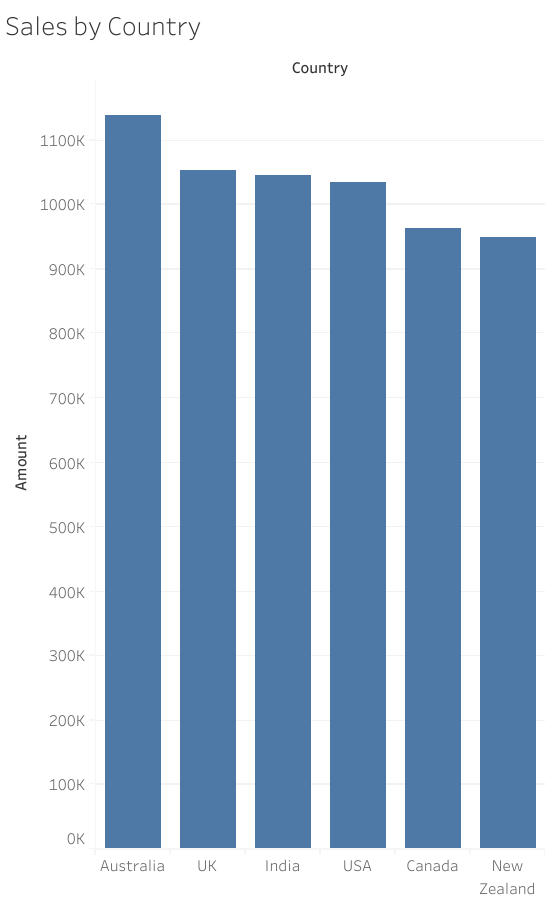 Sales by Country
Country
1100K
1000K
900K
800K
700K
600K
500K
400K
300K
200K
100K
0K
Amount
Australia
UK
India
USA
Canada
New
Zealand